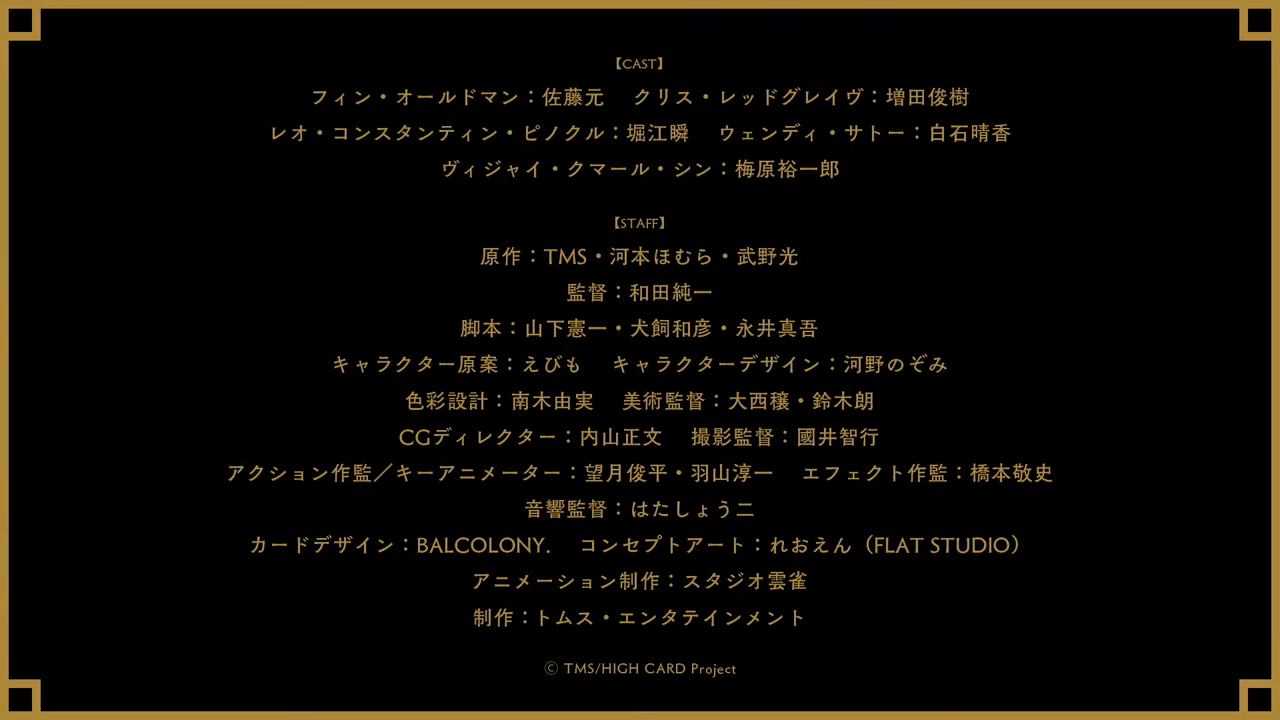 【CAST】
フィン・オールドマン：佐藤元　クリス・レッドグレイヴ：増田俊樹
レオ・コンスタンティン・ピノクル：堀江瞬　ウェンディ・サトー：白石晴香
ヴィジャイ・クマール・シン：梅原裕一郎
【STAFF】
原作：TMS・河本ほむら・武野光
監督：和田純一
脚本：山下憲一・犬飼和彦・永井真吾
キャラクター原案：えびも　キャラクターデザイン：河野のぞみ
色彩設計：南木由実　美術監督：大西穣・鈴木朗
CGディレクター：内山正文　撮影監督：國井智行
アクション作監／キーアニメーター：望月俊平・羽山淳一　エフェクト作監：橋本敬史
音響監督：はたしょう二
カードデザイン：BALCOLONY.　コンセプトアート：れおえん（FLAT STUDIO）
アニメーション制作：スタジオ雲雀
制作：トムス・エンタテインメント
Ⓒ TMS/HIGH CARD Project